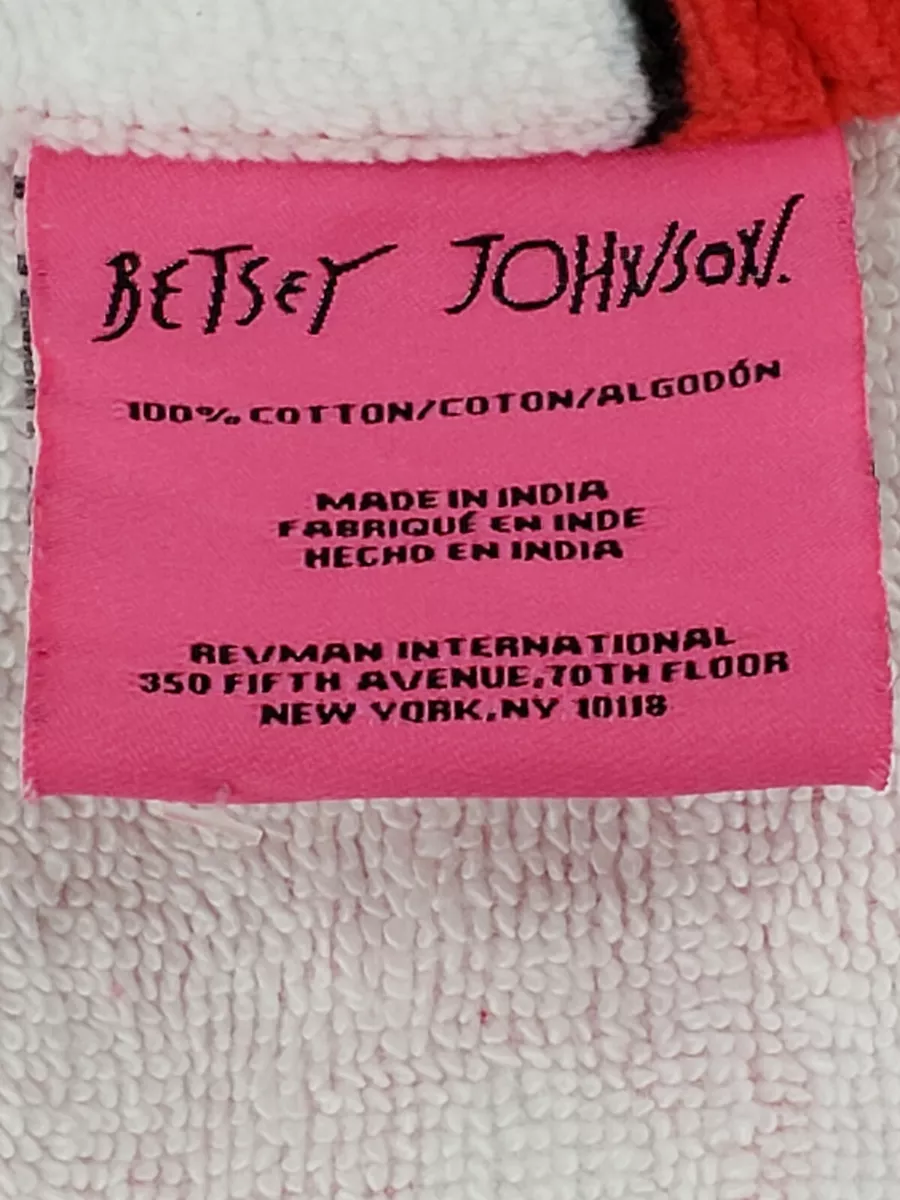 BETSEY JOHNSON.
100% COTTON/COTON/ALGODÓN
MADE IN INDIA
FABRIQUÉ EN INDE
HECHO EN INDIA
REVMAN INTERNATIONAL
350 FIFTH AVENUE,70TH FLOOR
NEW YORK,NY 10118